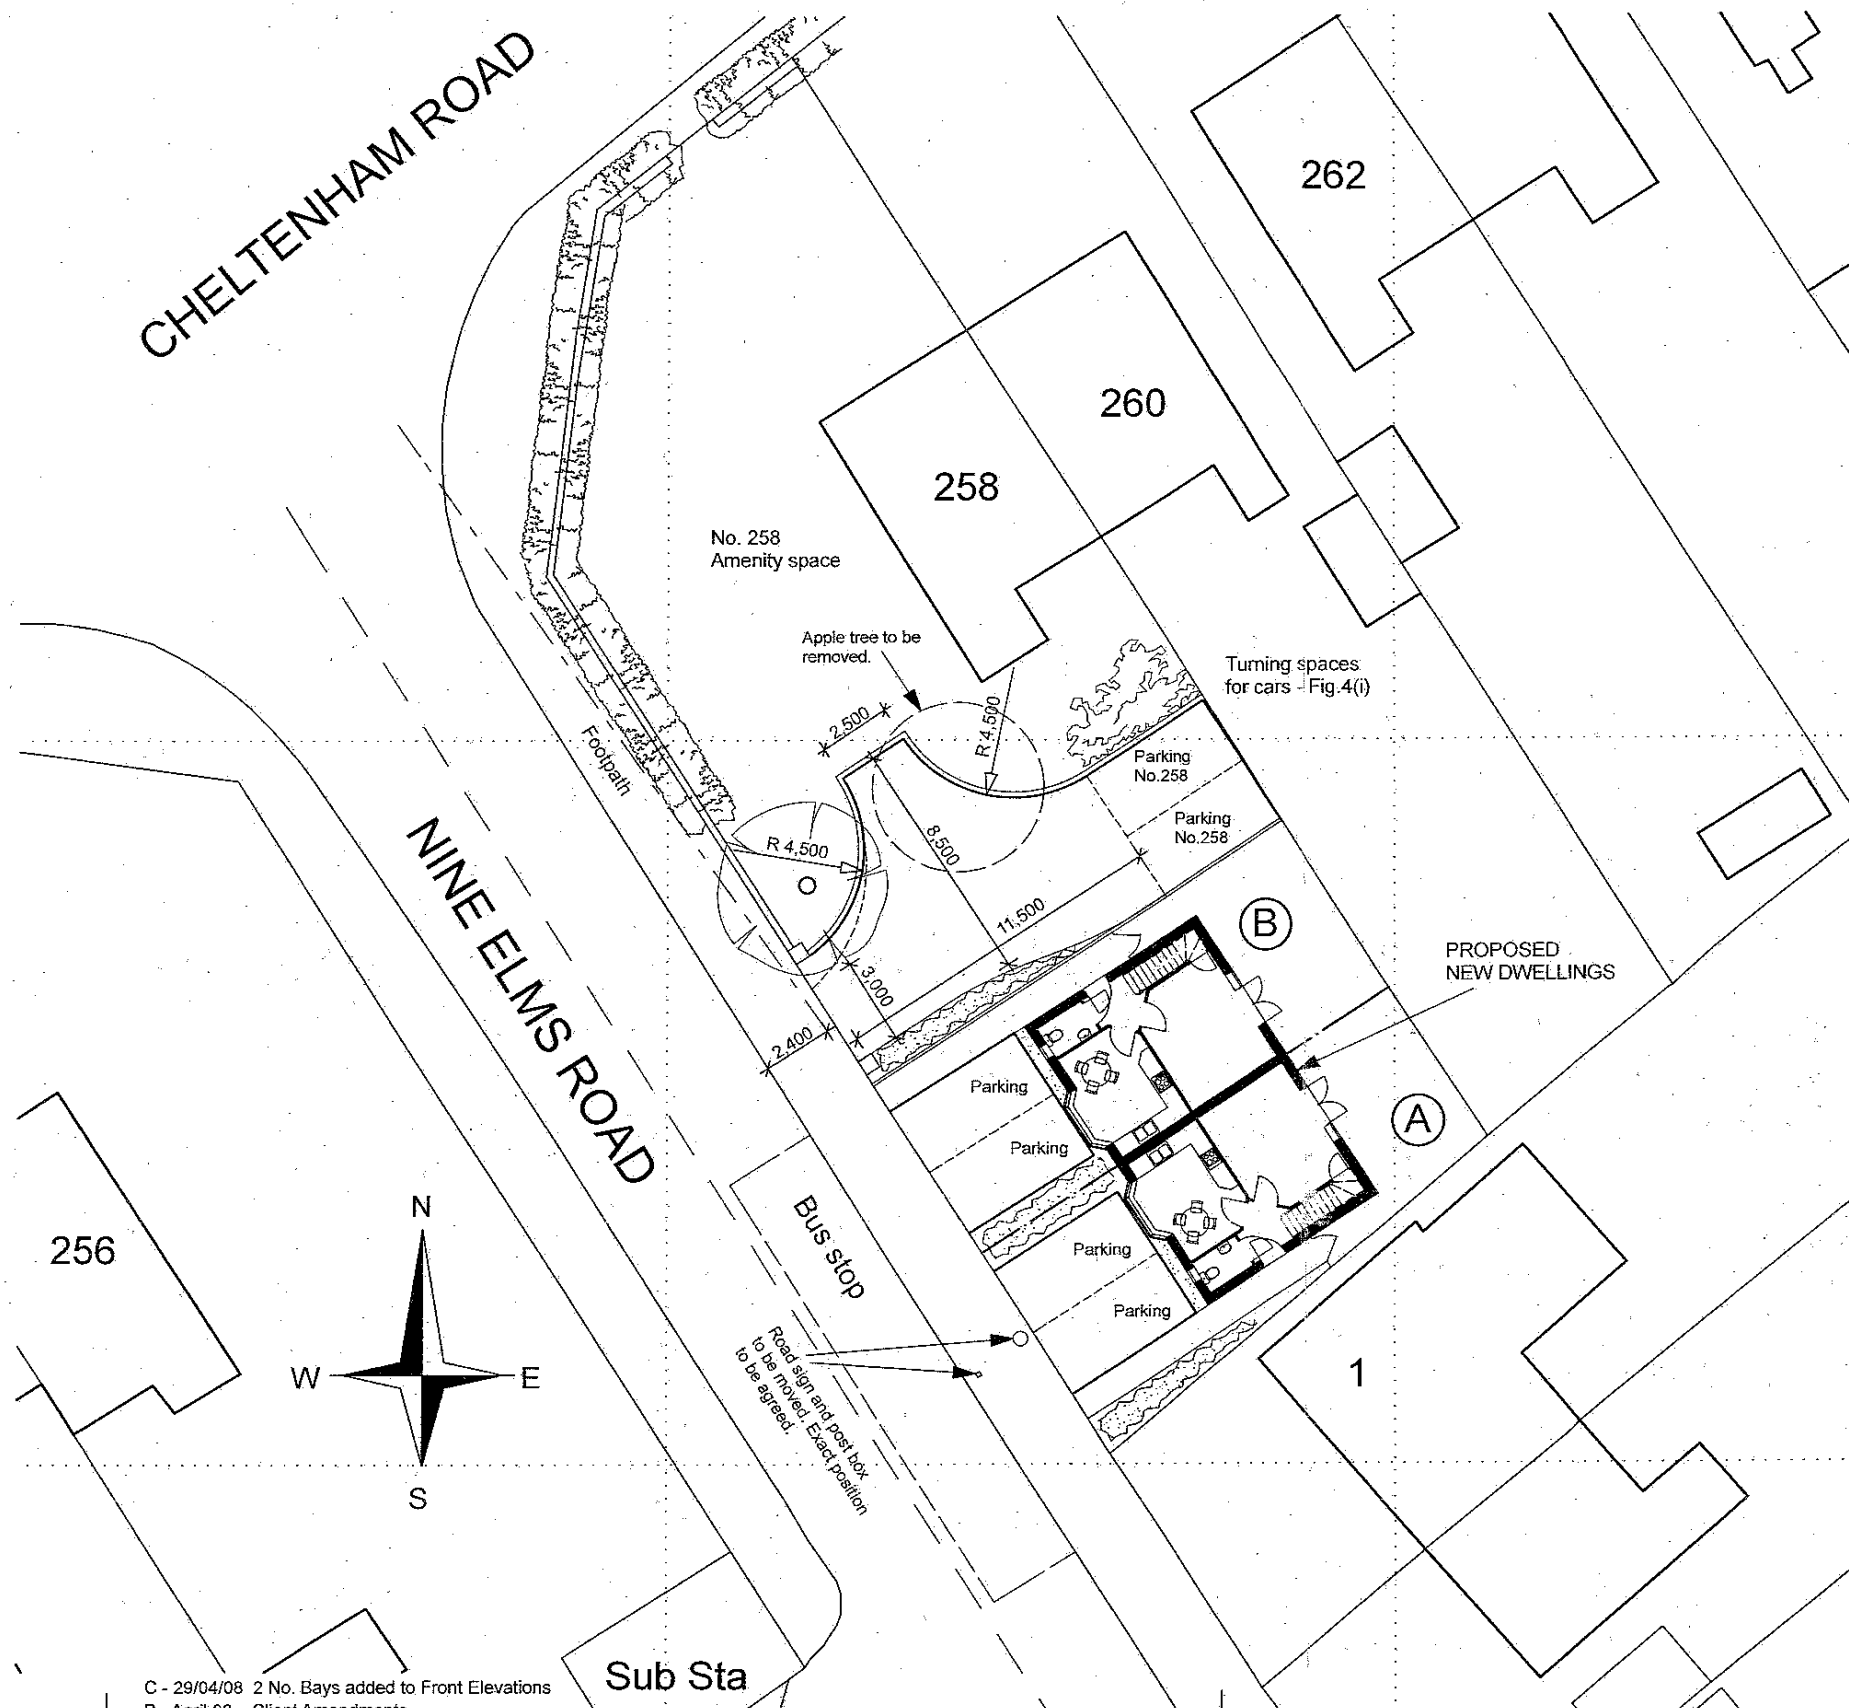 CHELTENHAM ROAD
262
260
258
No. 258
Amenity space
Apple tree to be
removed.
Turning spaces
for cars - Fig.4(i)
2,500
R 4,500
Footpath
Parking
No.258
Parking
No.258
R 4,500
8,500
11,500
3,000
2,400
NINE ELMS ROAD
B
PROPOSED
NEW DWELLINGS
A
Parking
Parking
Parking
Parking
Bus stop
Road sign and post box
to be moved. Exact position
to be agreed.
256
N
W
E
S
1
Sub Sta
C - 29/04/08 2 No. Bays added to Front Elevations
Client Amendments